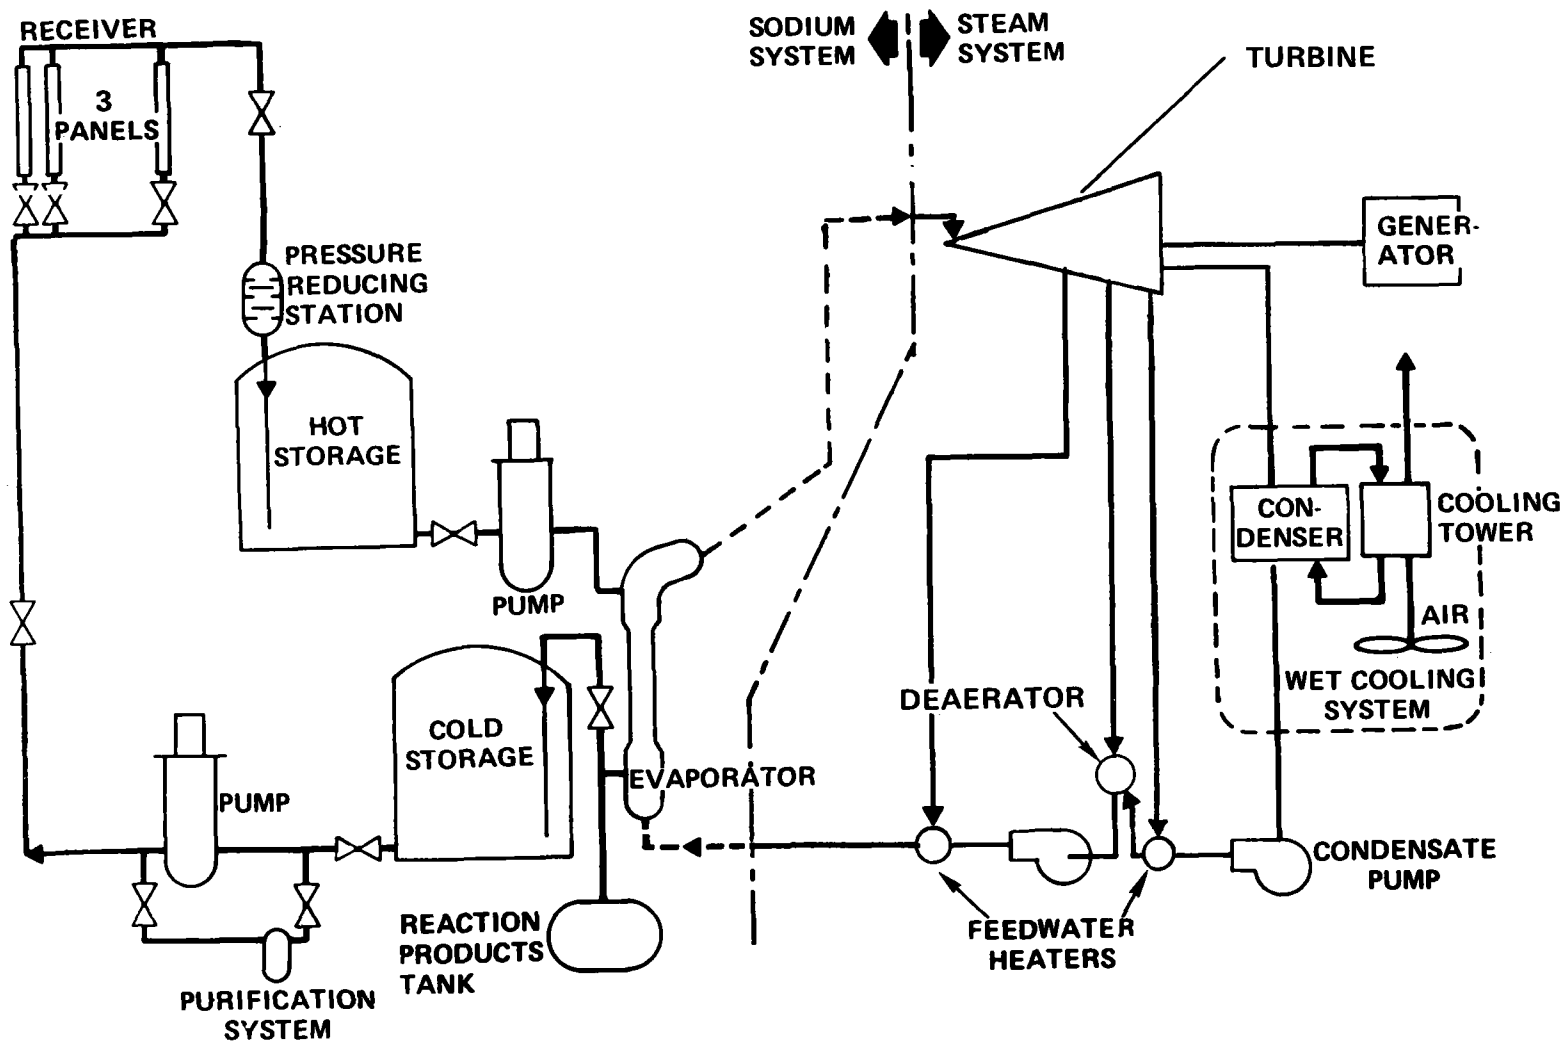 RECEIVER
3
PANELS
SODIUM
SYSTEM
STEAM
SYSTEM
TURBINE
GENER-
ATOR
PRESSURE
REDUCING
STATION
HOT
STORAGE
PUMP
CON-
DENSER
COOLING
TOWER
AIR
WET COOLING
SYSTEM
DEAERATOR
COLD
STORAGE
EVAPORATOR
PUMP
CONDENSATE
PUMP
REACTION
PRODUCTS
TANK
FEEDWATER
HEATERS
PURIFICATION
SYSTEM